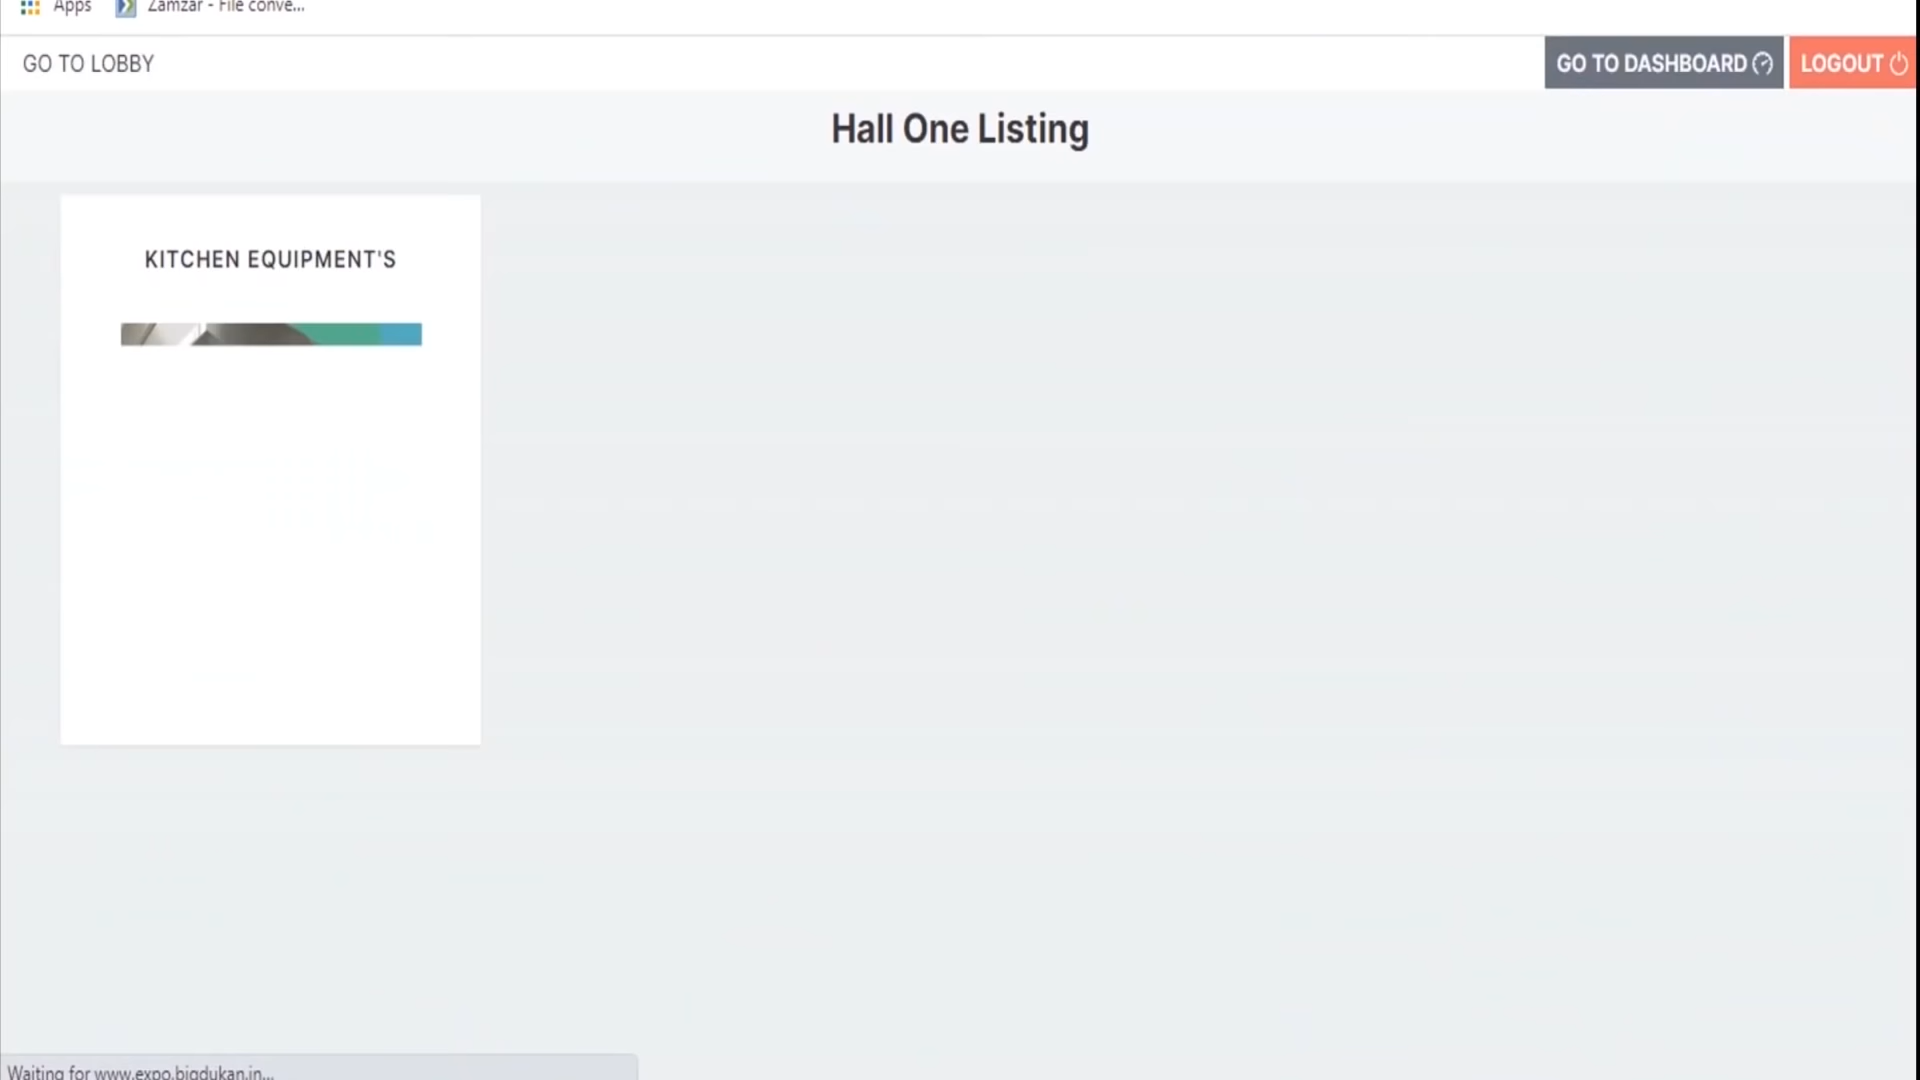 Apps Zamzar - File conve...
GO TO LOBBY GO TO DASHBOARD LOGOUT
Hall One Listing
KITCHEN EQUIPMENT'S
Waiting for www.expo.bigdukan.in...